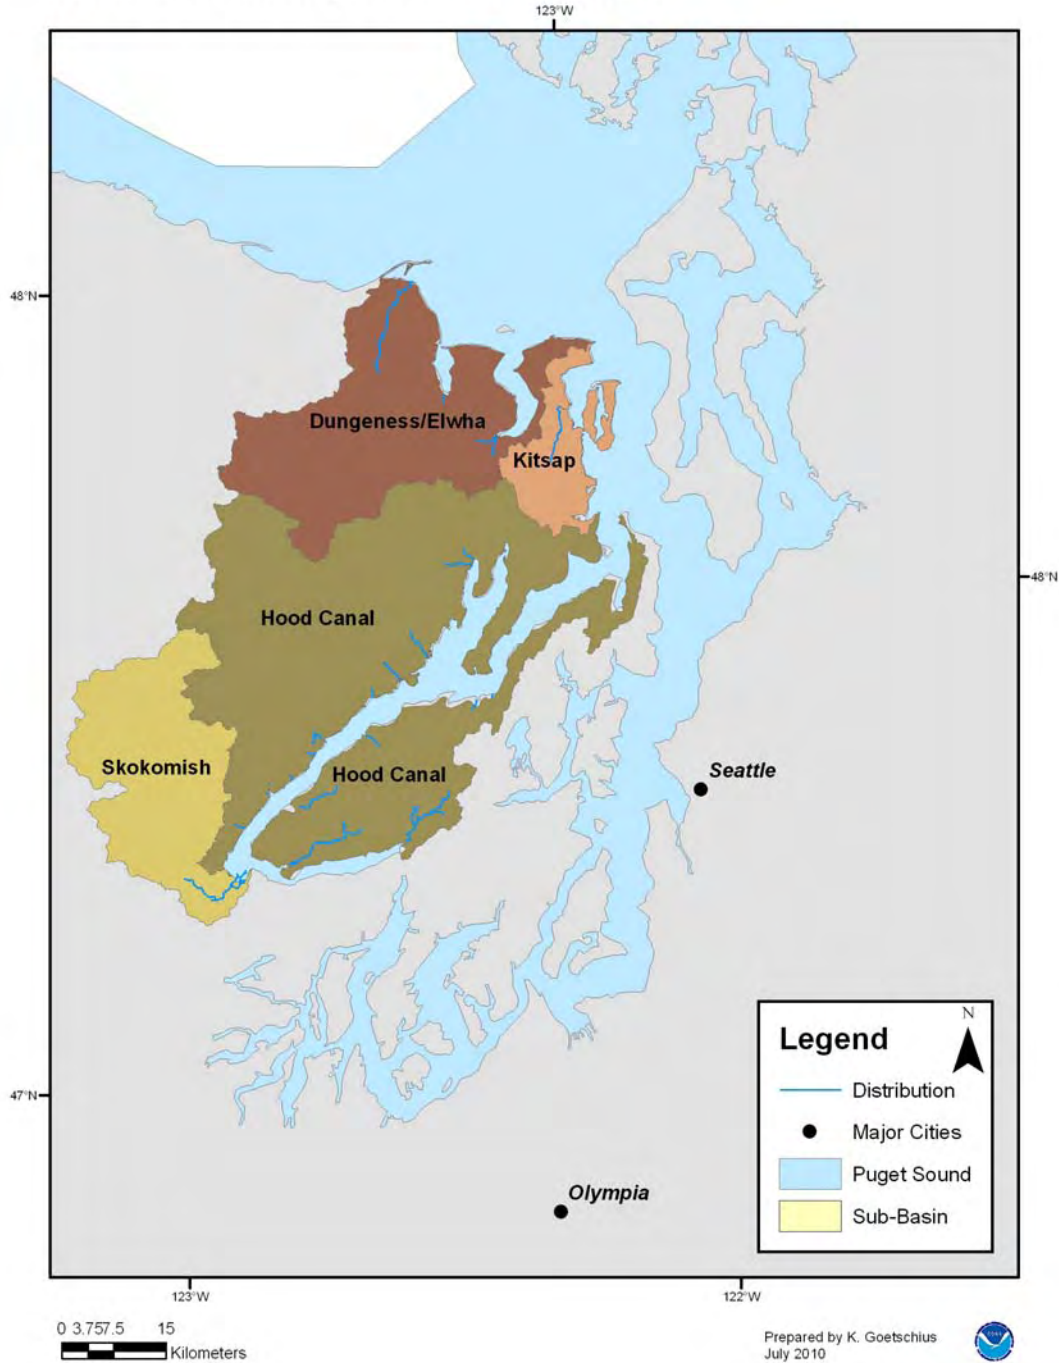 123°W
48°N
Dungeness/Elwha
Kitsap
48°N
Hood Canal
Skokomish
Hood Canal
Seattle
Legend
N
Distribution
Major Cities
Puget Sound
Sub-Basin
47°N
Olympia
123°W
122°W
0 3.757.5 15
Kilometers
Prepared by K. Goetschius
July 2010